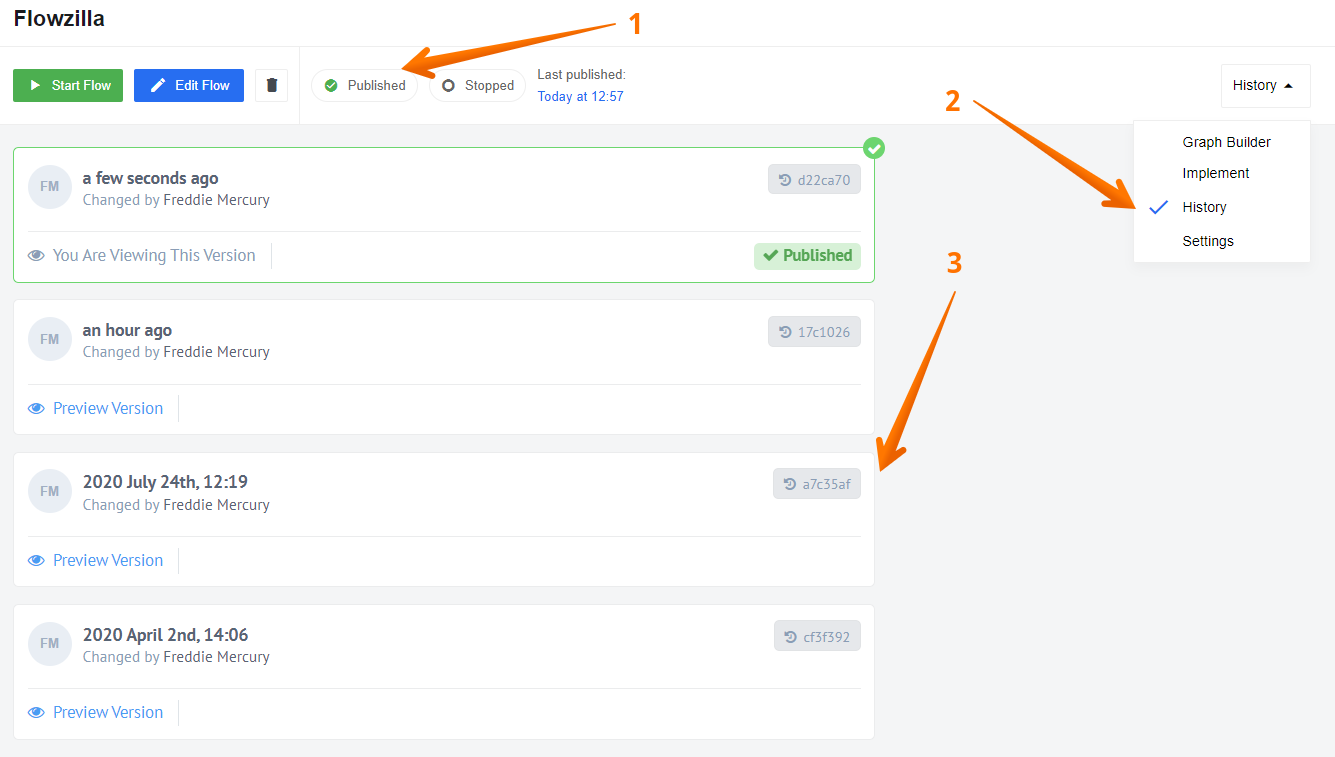 Flowzilla
1
Start Flow
Edit Flow
Published
Stopped
Last published:
Today at 12:57
2
History
Graph Builder
Implement
History
Settings
3
FM
a few seconds ago
Changed by Freddie Mercury
d22ca70
You Are Viewing This Version
Published
FM
an hour ago
Changed by Freddie Mercury
17c1026
Preview Version
FM
2020 July 24th, 12:19
Changed by Freddie Mercury
a7c35af
Preview Version
FM
2020 April 2nd, 14:06
Changed by Freddie Mercury
cf3f392
Preview Version